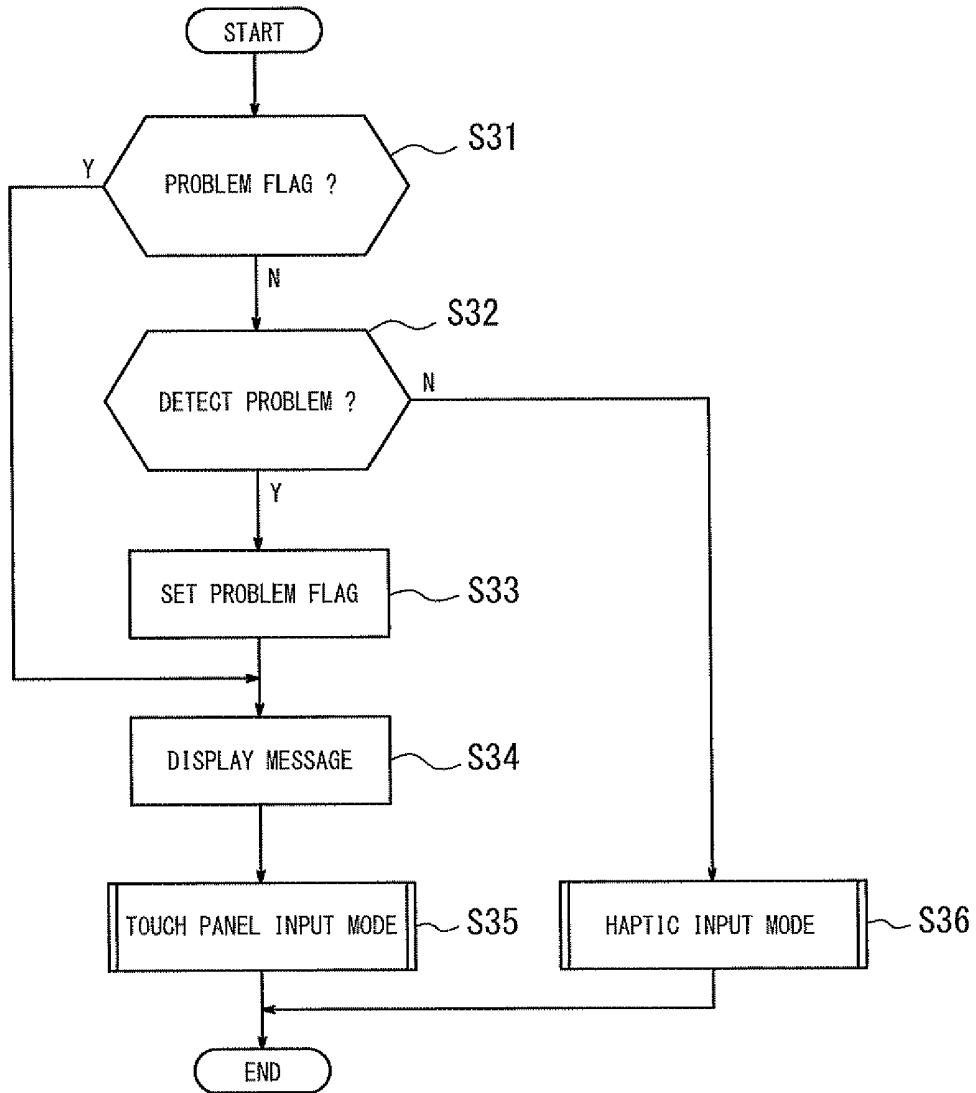 START
S31
Y
PROBLEM FLAG ?
N
S32
N
DETECT PROBLEM ?
Y
SET PROBLEM FLAG
S33
DISPLAY MESSAGE
S34
TOUCH PANEL INPUT MODE
S35
HAPTIC INPUT MODE
S36
END